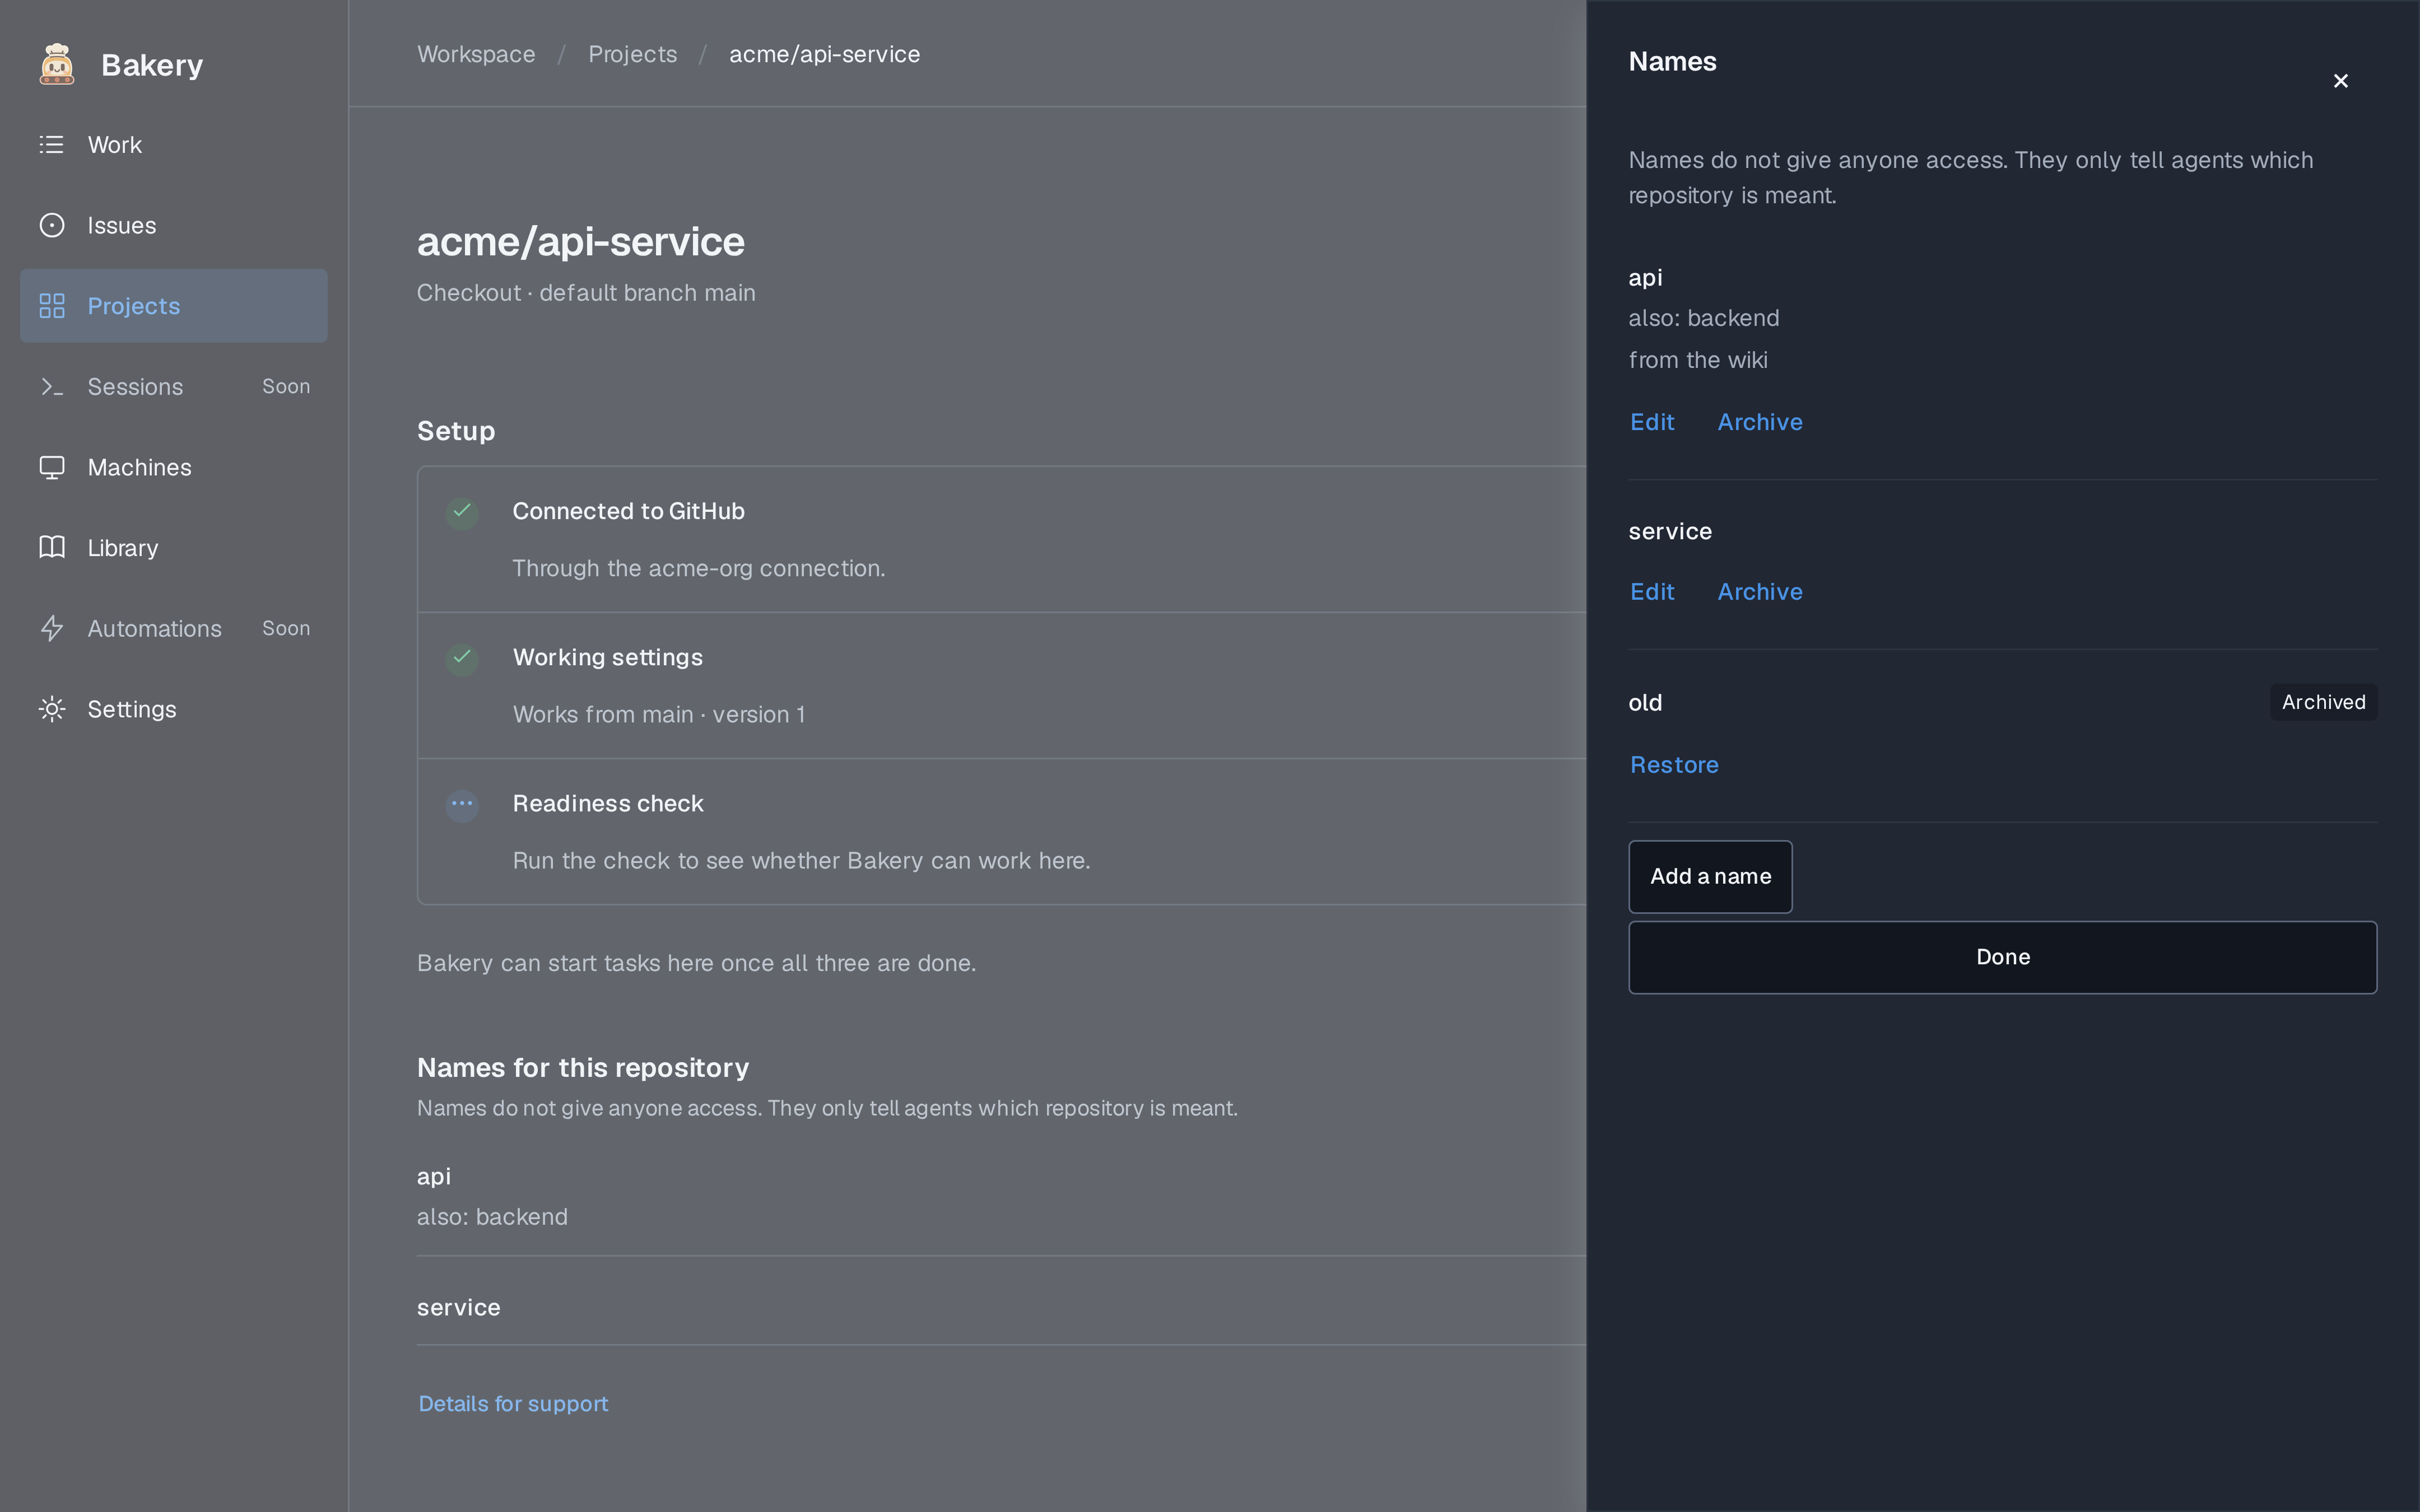 Bakery
Work
Issues
Projects
Sessions Soon
Machines
Library
Automations Soon
Settings
Workspace / Projects / acme/api-service
acme/api-service
Checkout · default branch main
Setup
Connected to GitHub
Through the acme-org connection.
Working settings
Works from main · version 1
Readiness check
Run the check to see whether Bakery can work here.
Bakery can start tasks here once all three are done.
Names for this repository
Names do not give anyone access. They only tell agents which repository is meant.
api
also: backend
service
Details for support
Names
Names do not give anyone access. They only tell agents which
repository is meant.
api
also: backend
from the wiki
Edit Archive
service
Edit Archive
old Archived
Restore
Add a name
Done